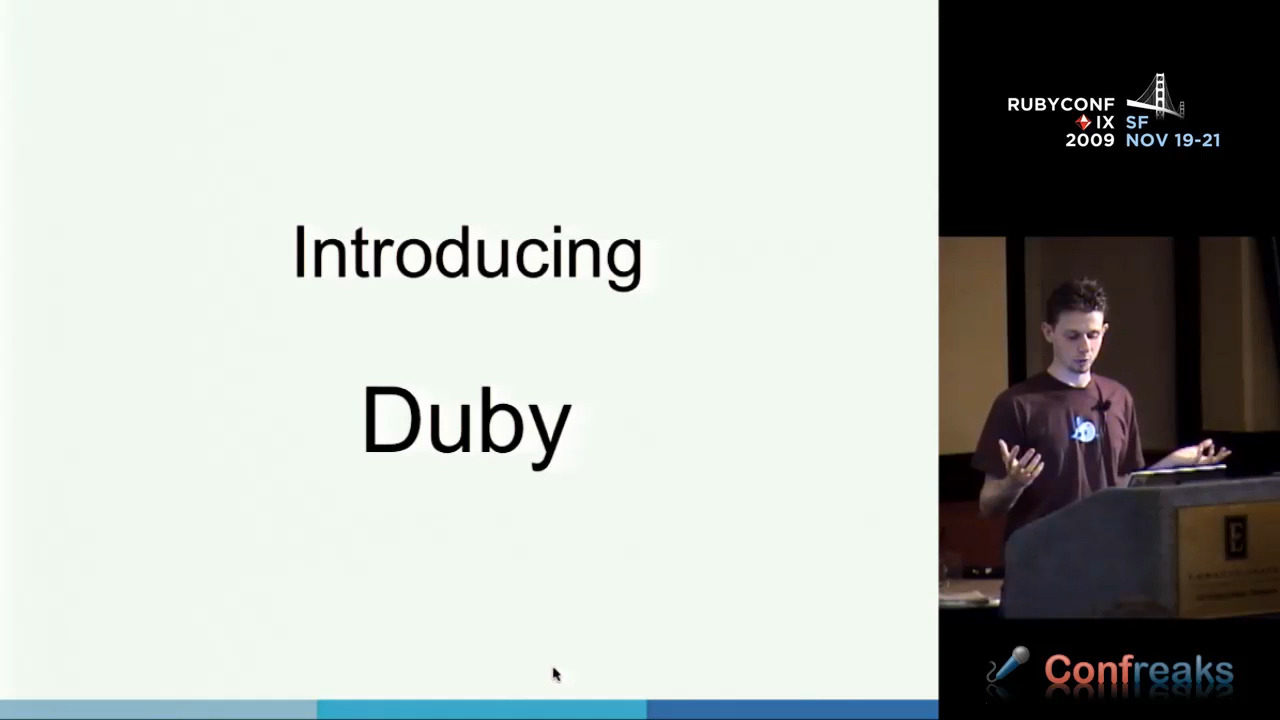 Introducing
Duby
RUBYCONF
IX SF
2009 NOV 19-21
E
Confreaks